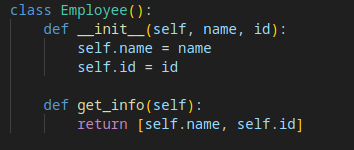 class Employee():
    def __init__(self, name, id):
        self.name = name
        self.id = id

    def get_info(self):
        return [self.name, self.id]